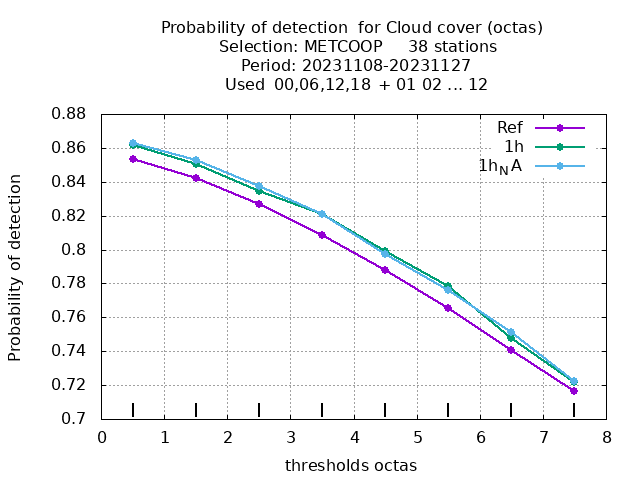 Probability of detection for Cloud cover (octas)
Selection: METCOOP 38 stations
Period: 20231108-20231127
Used 00,06,12,18 + 01 02 ... 12
Ref
1h
1h_NA
Probability of detection
0.88
0.86
0.84
0.82
0.8
0.78
0.76
0.74
0.72
0.7
0 1 2 3 4 5 6 7 8
thresholds octas